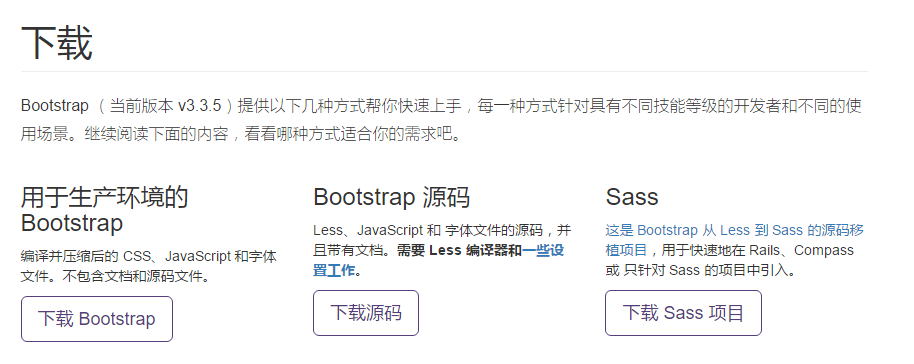 下载
Bootstrap （当前版本 v3.3.5）提供以下几种方式帮你快速上手，每一种方式针对具有不同技能等级的开发者和不同的使
用场景。继续阅读下面的内容，看看哪种方式适合你的需求吧。
用于生产环境的
Bootstrap
编译并压缩后的 CSS、JavaScript 和字体
文件。不包含文档和源码文件。
下载 Bootstrap
Bootstrap 源码
Less、JavaScript 和 字体文件的源码，并
且带有文档。需要 Less 编译器和一些设
置工作。
下载源码
Sass
这是 Bootstrap 从 Less 到 Sass 的源码移
植项目，用于快速地在 Rails、Compass
或 只针对 Sass 的项目中引入。
下载 Sass 项目